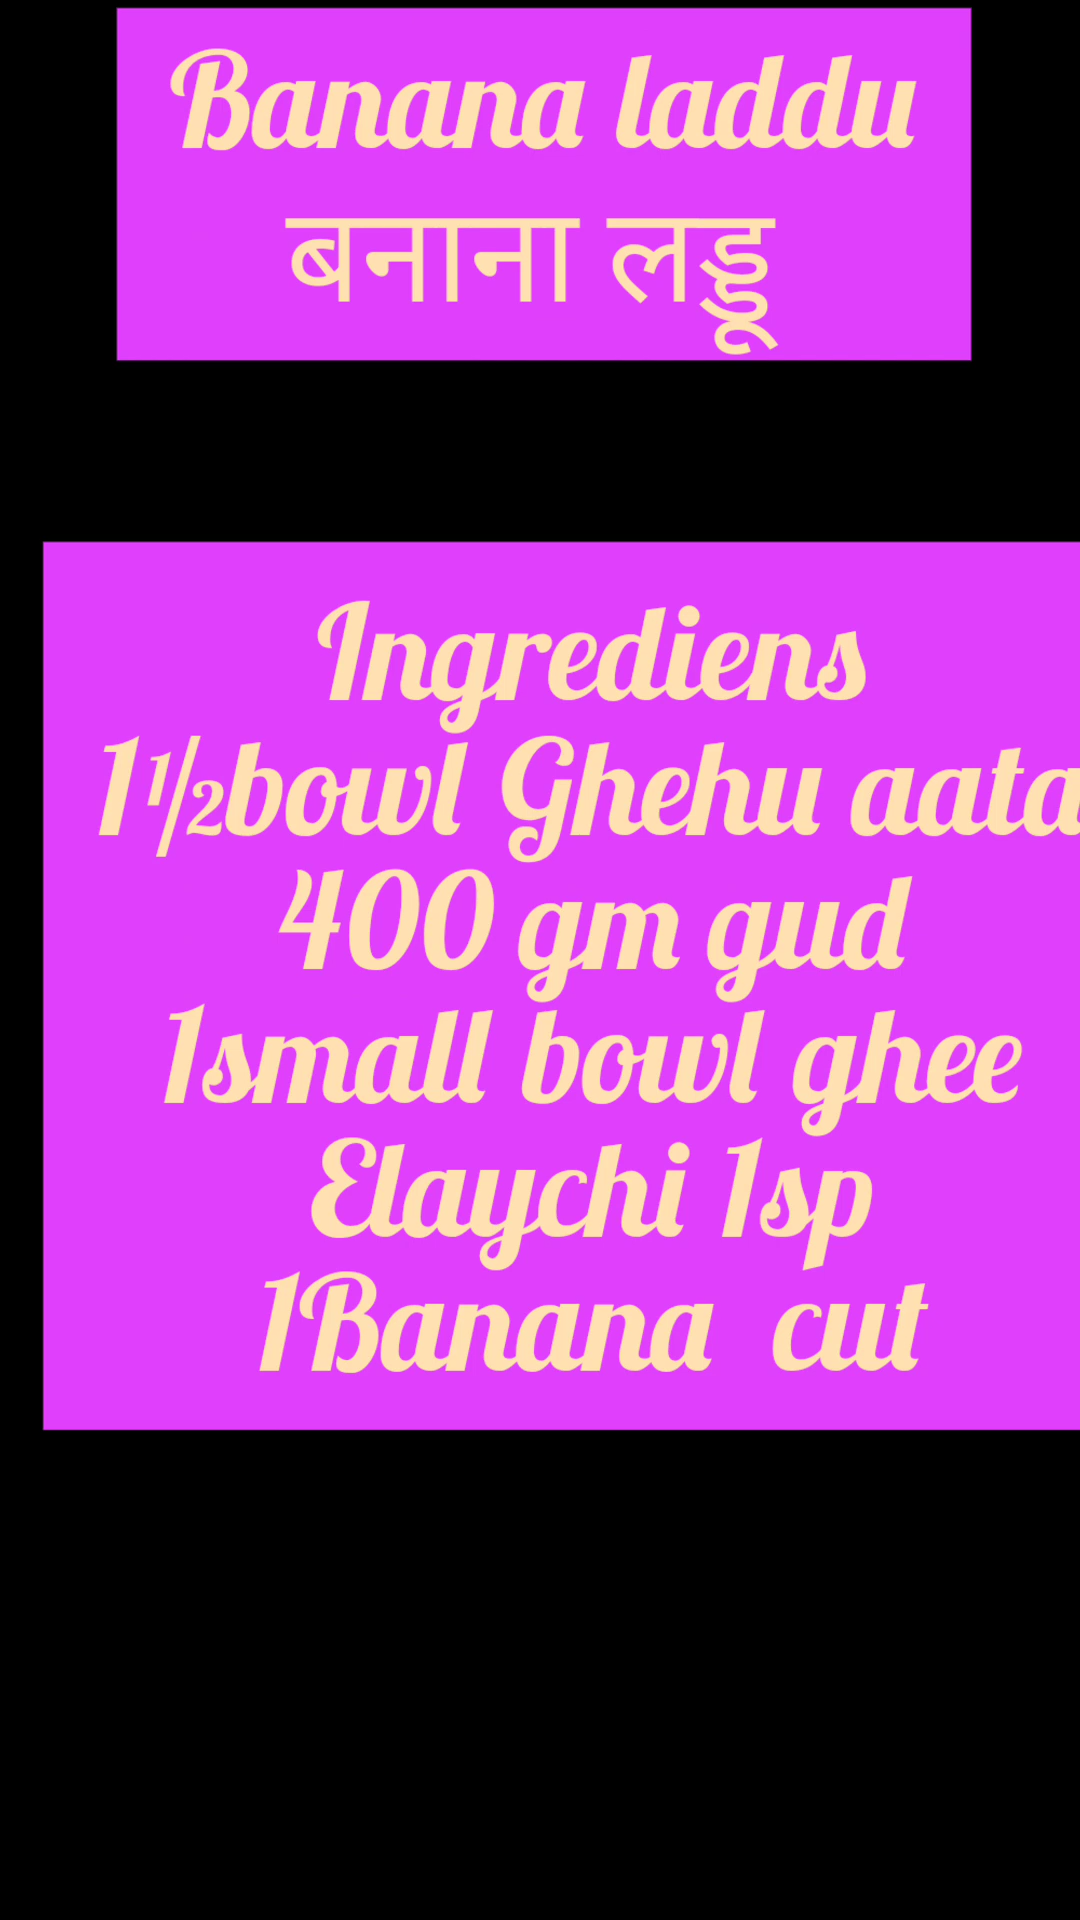 Banana laddu
बनाना लड्डू
Ingrediens
1½bowl Ghehu aata
400 gm gud
1small bowl ghee
Elaychi 1sp
1Banana cut